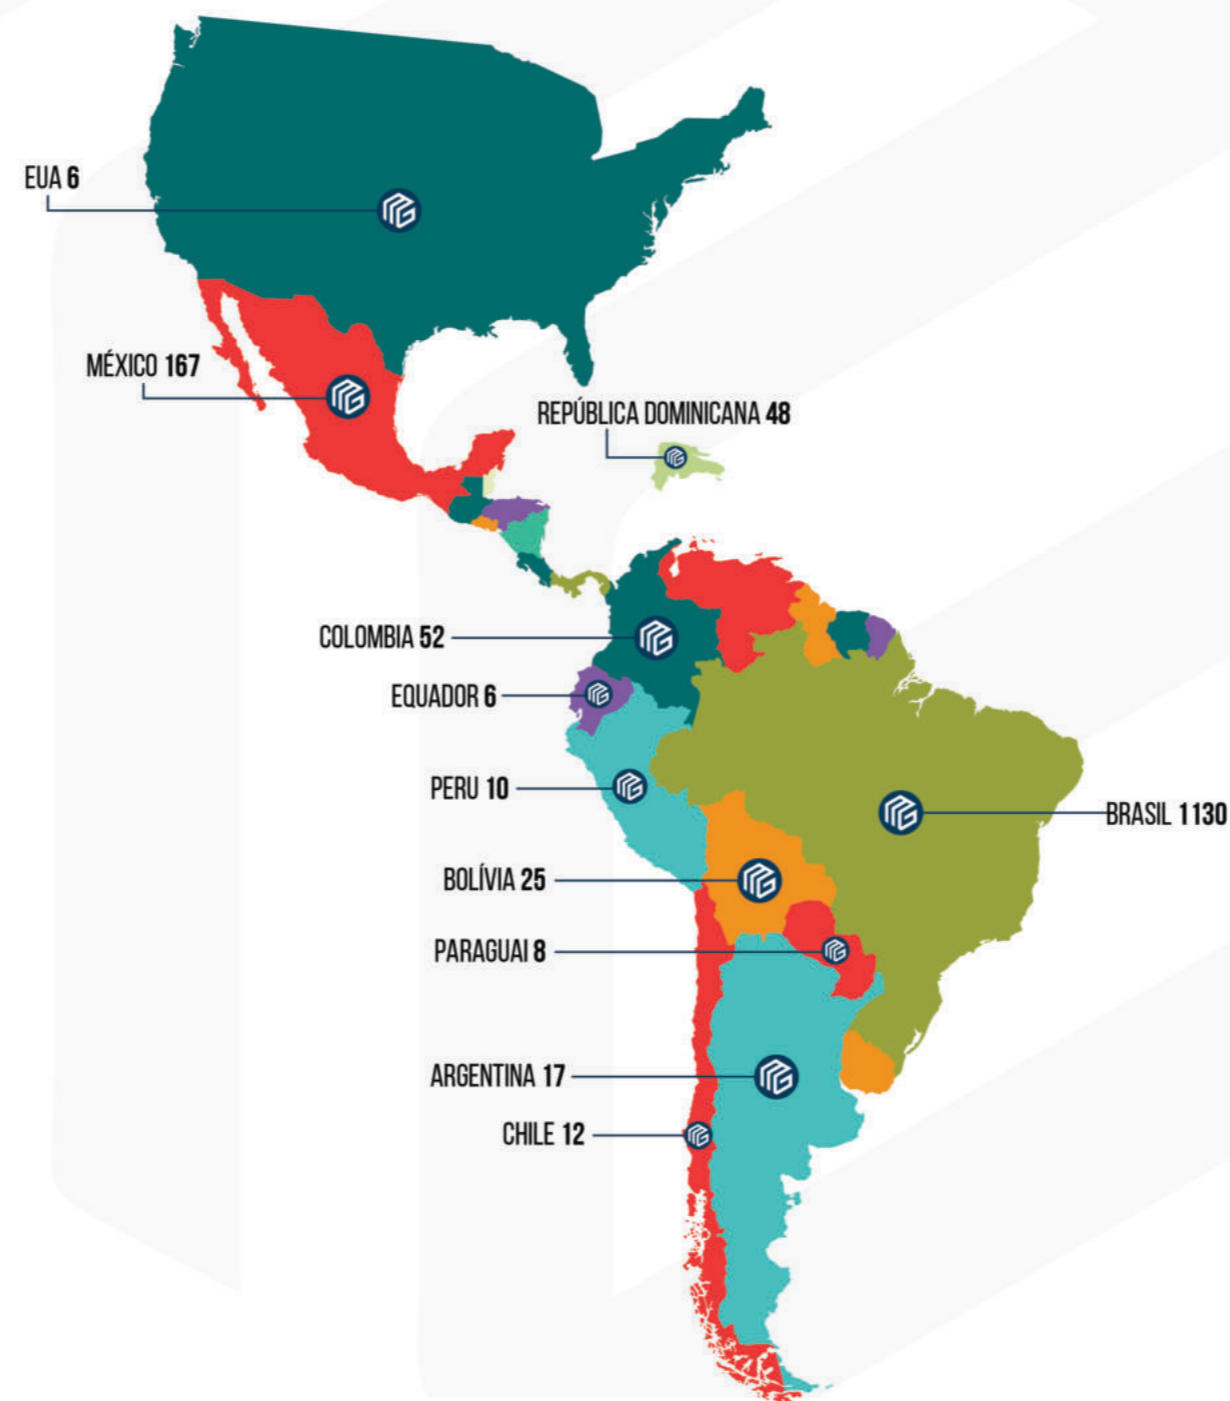 EUA 6
MÉXICO 167
REPÚBLICA DOMINICANA 48
COLOMBIA 52
EQUADOR 6
PERU 10
BRASIL 1130
BOLÍVIA 25
PARAGUAI 8
ARGENTINA 17
CHILE 12